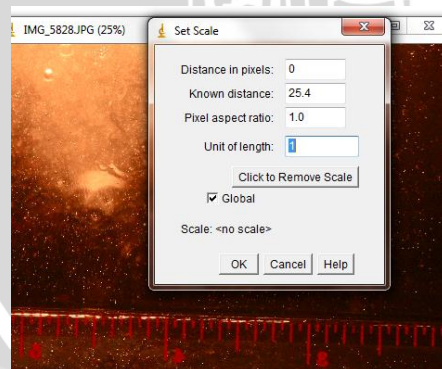 IMG_5828.JPG (25%)
Set Scale
Distance in pixels: 0
Known distance: 25.4
Pixel aspect ratio: 1.0
Unit of length: 1
Click to Remove Scale
Global
Scale: <no scale>
OK Cancel Help